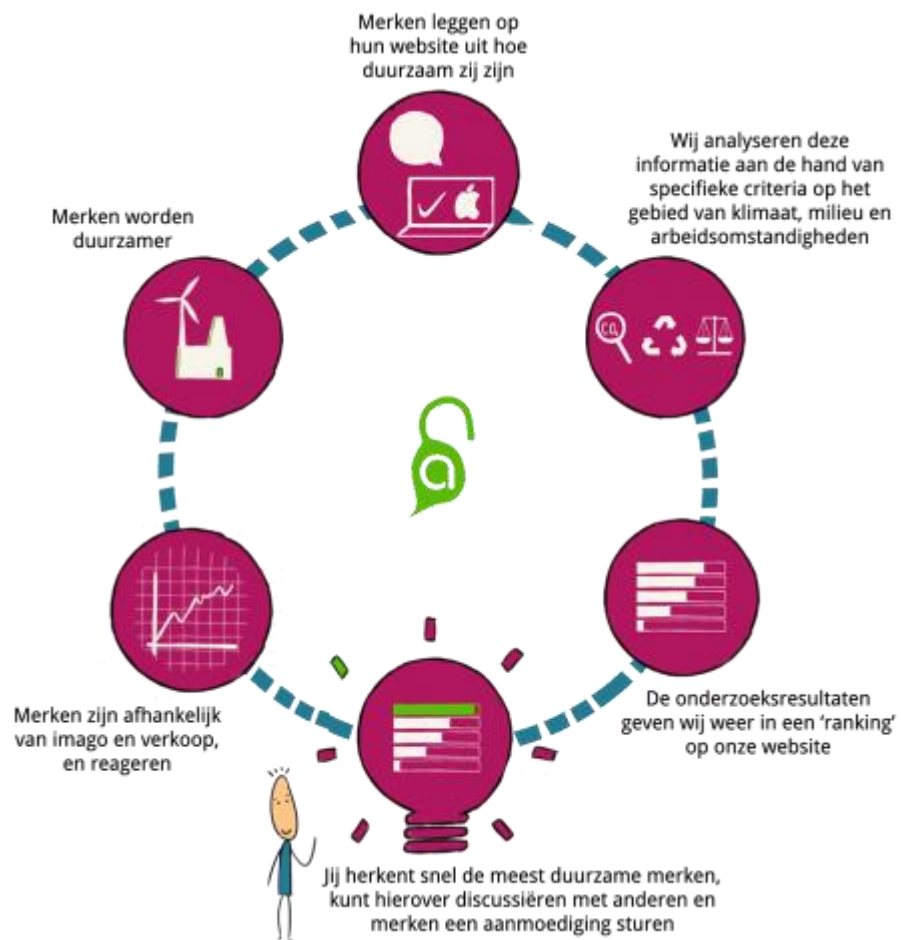 Merken leggen op
hun website uit hoe
duurzaam zij zijn
Wij analyseren deze
informatie aan de hand van
specifieke criteria op het
gebied van klimaat, milieu en
arbeidsomstandigheden
CO₂
De onderzoeksresultaten
geven wij weer in een ‘ranking’
op onze website
Jij herkent snel de meest duurzame merken,
kunt hierover discussiëren met anderen en
merken een aanmoediging sturen
Merken zijn afhankelijk
van imago en verkoop,
en reageren
Merken worden
duurzamer
a